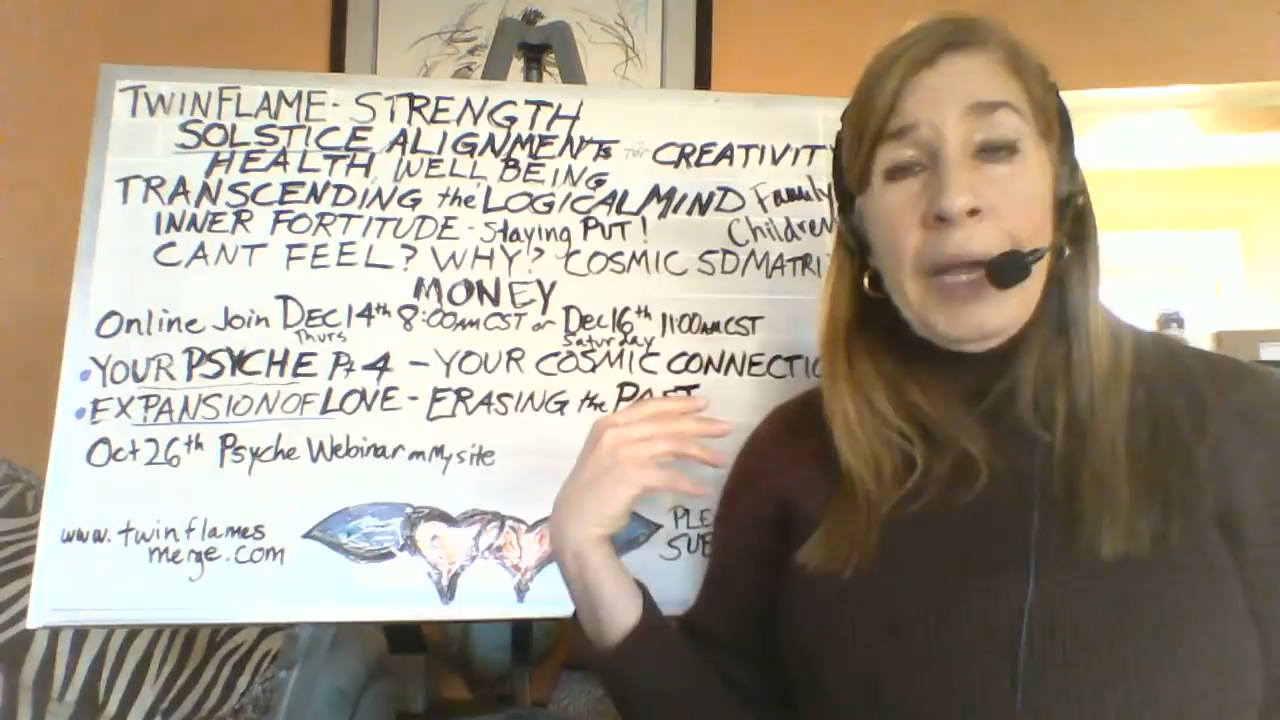 TWIN FLAME - STRENGTH
SOLSTICE ALIGNMENTS for CREATIVITY
HEALTH, WELL BEING
TRANSCENDING the LOGICAL MIND Family
INNER FORTITUDE - Staying PUT! Children
CANT FEEL? WHY? COSMIC 5D MATRI
MONEY
Online Join DEC 14th 8:00AM CST or Dec 16th 11:00AM CST
Thurs Saturday
• YOUR PSYCHE Pt 4 - YOUR COSMIC CONNECTIO
• EXPANSION OF LOVE - ERASING the PAST
Oct 26th Psyche Webinar on My site
www.twinflames
merge.com
PLE
SUB